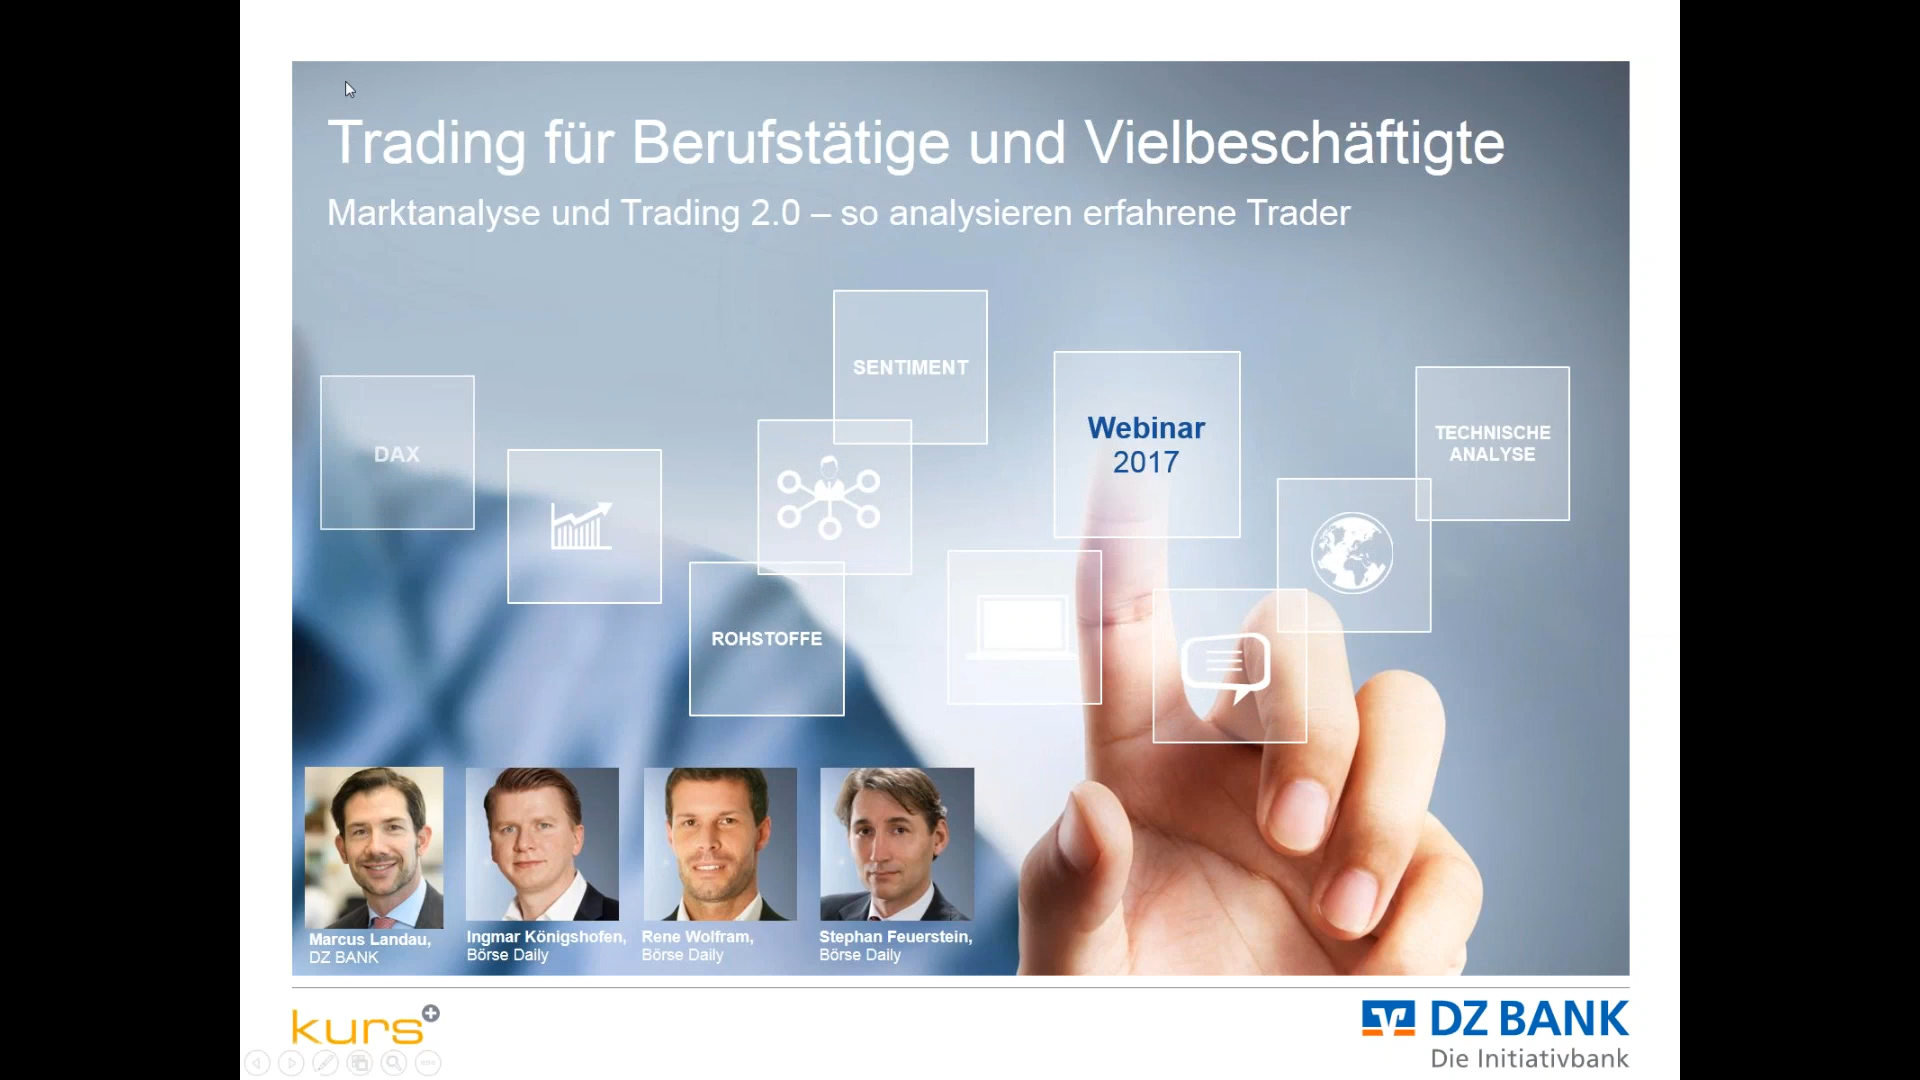 Trading für Berufstätige und Vielbeschäftigte
Marktanalyse und Trading 2.0 – so analysieren erfahrene Trader
SENTIMENT
Webinar
2017
TECHNISCHE
ANALYSE
DAX
ROHSTOFFE
Marcus Landau,
DZ BANK
Ingmar Königshofen,
Börse Daily
Rene Wolfram,
Börse Daily
Stephan Feuerstein,
Börse Daily
kurs+
DZ BANK
Die Initiativbank